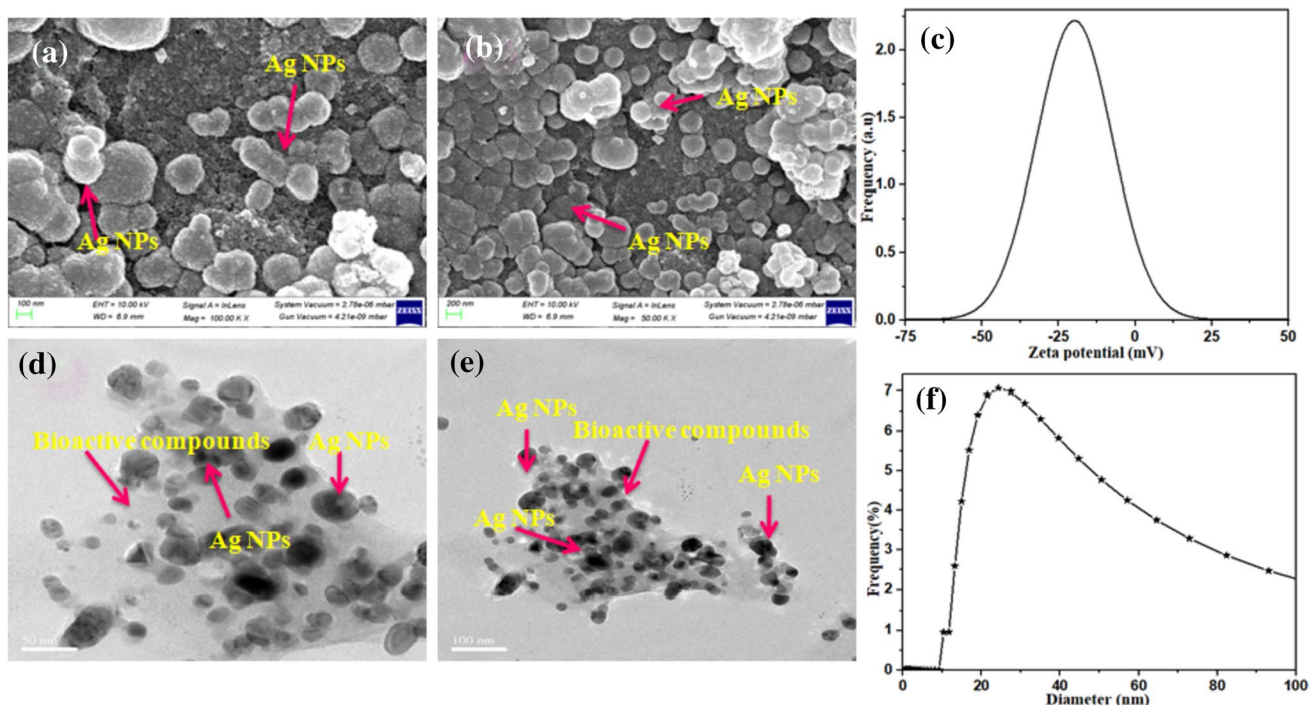 (a)
Ag NPs
Ag NPs
100 nm
EHT = 10.00 kV
Signal A = InLens
System Vacuum = 2.78e-06 mbar
WD = 6.9 mm
Mag = 100.00 K X
Gun Vacuum = 4.21e-09 mbar
ZEISS
(b)
Ag NPs
Ag NPs
200 nm
EHT = 10.00 kV
Signal A = InLens
System Vacuum = 2.78e-06 mbar
WD = 6.9 mm
Mag = 50.00 K X
Gun Vacuum = 4.21e-09 mbar
ZEISS
(c)
Frequency (a.u)
2.0
1.5
1.0
0.5
0.0
-75 -50 -25 0 25 50
Zeta potential (mV)
(d)
Bioactive compounds
Ag NPs
Ag NPs
50 nm
(e)
Ag NPs
Bioactive compounds
Ag NPs
Ag NPs
100 nm
(f)
Frequency(%)
7
6
5
4
3
2
1
0
0 20 40 60 80 100
Diameter (nm)